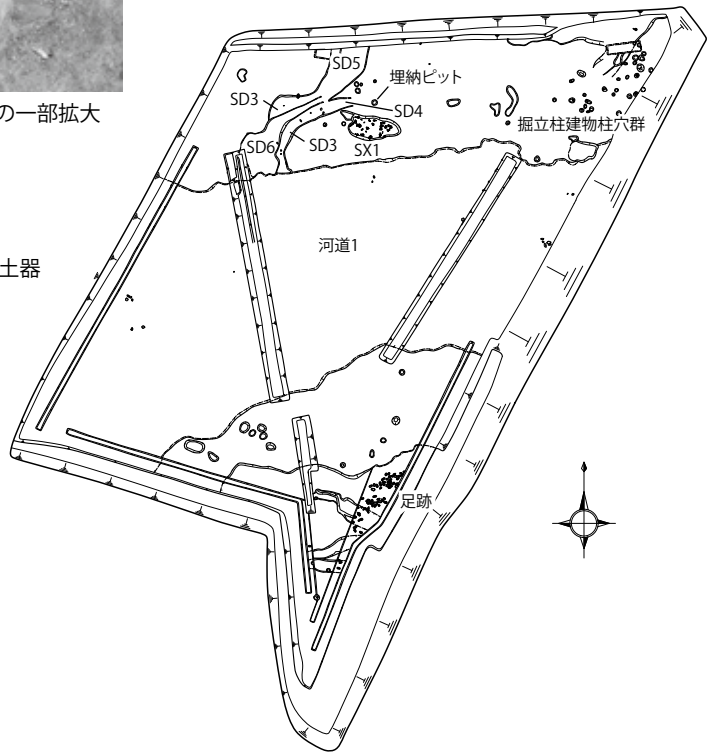 の一部拡大
土器
SD5
埋納ピット
SD3
SD4
掘立柱建物柱穴群
SD3
SD6
SX1
河道1
足跡